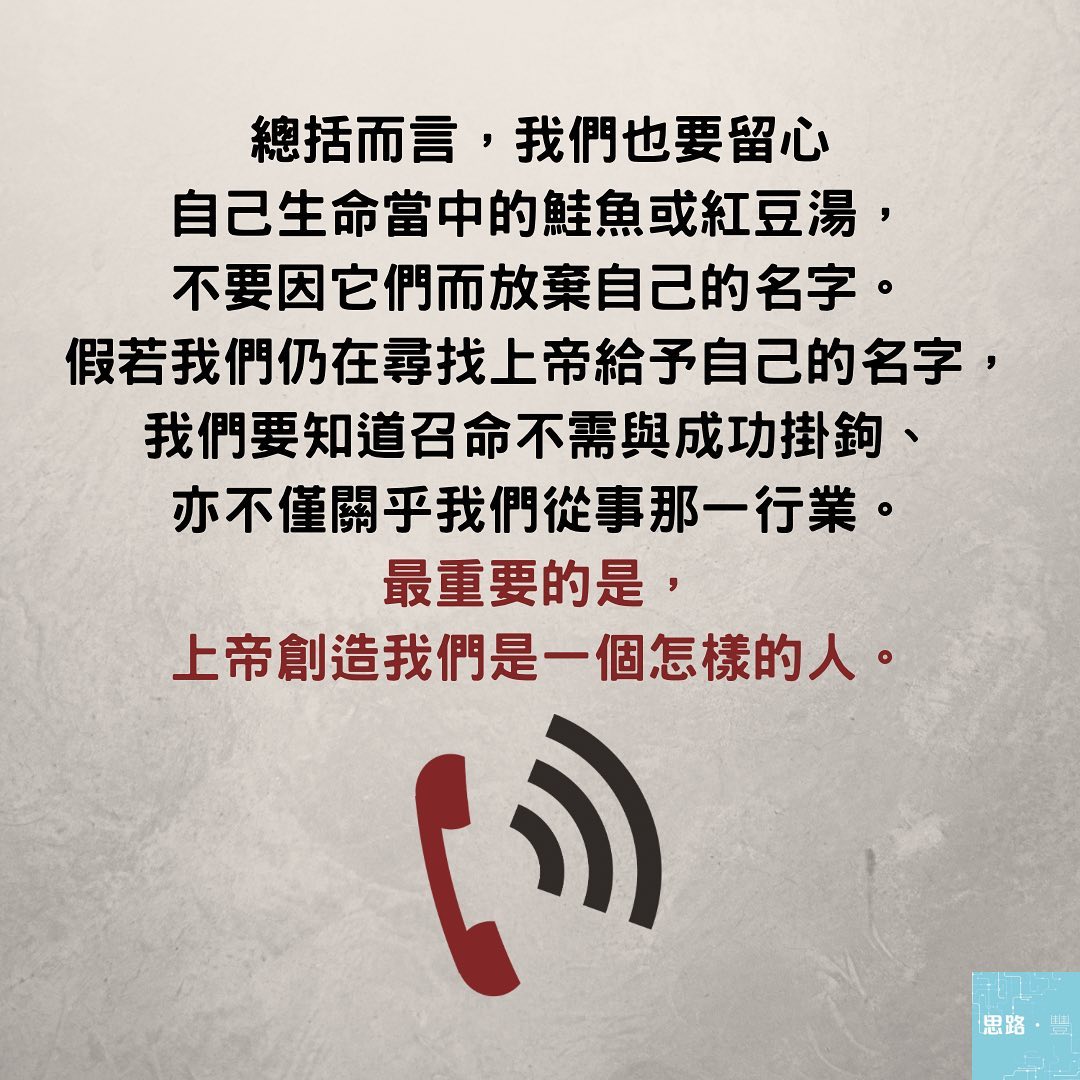 總括而言，我們也要留心
自己生命當中的鮭魚或紅豆湯，
不要因它們而放棄自己的名字。
假若我們仍在尋找上帝給予自己的名字，
我們要知道召命不需與成功掛鉤、
亦不僅關乎我們從事那一行業。
最重要的是，
上帝創造我們是一個怎樣的人。
思路·豐